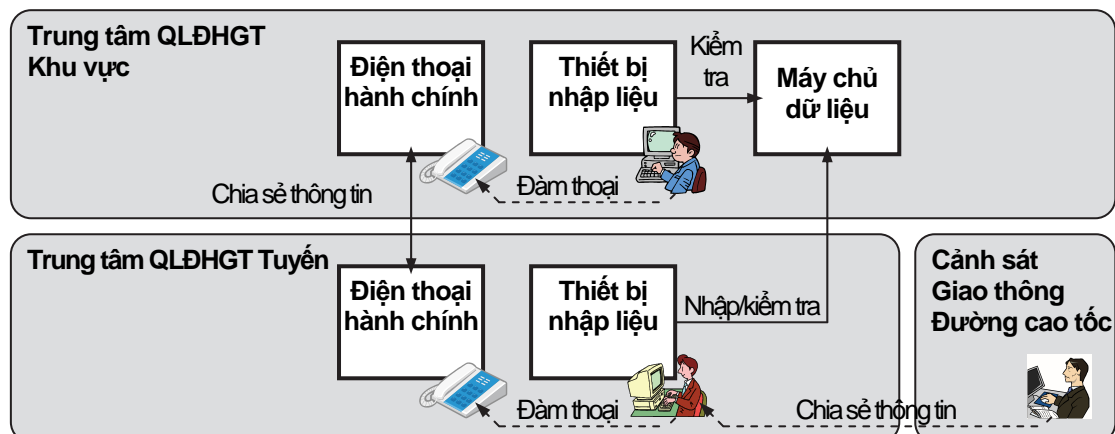 Trung tâm QLĐHGT
Khu vực
Điện thoại
hành chính
Thiết bị
nhập liệu
Kiểm
tra
Máy chủ
dữ liệu
Chia sẻ thông tin
Đàm thoại
Trung tâm QLĐHGT Tuyến
Điện thoại
hành chính
Thiết bị
nhập liệu
Nhập/kiểm tra
Cảnh sát
Giao thông
Đường cao tốc
Đàm thoại
Chia sẻ thông tin